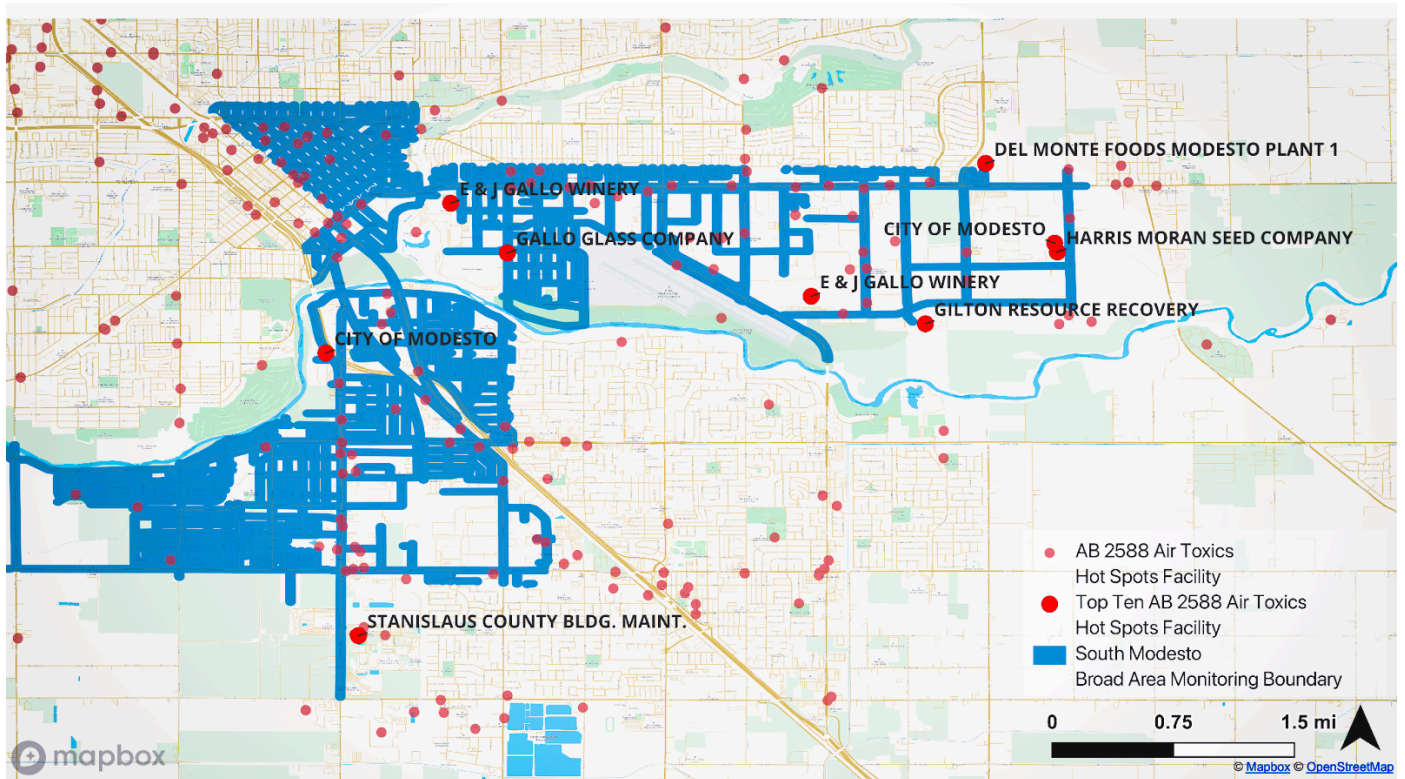 DEL MONTE FOODS MODESTO PLANT 1
E & J GALLO WINERY
CITY OF MODESTO
HARRIS MORAN SEED COMPANY
GALLO GLASS COMPANY
E & J GALLO WINERY
GILTON RESOURCE RECOVERY
CITY OF MODESTO
STANISLAUS COUNTY BLDG. MAINT.
AB 2588 Air Toxics
Hot Spots Facility
Top Ten AB 2588 Air Toxics
Hot Spots Facility
South Modesto
Broad Area Monitoring Boundary
0 0.75 1.5 mi
mapbox
© Mapbox © OpenStreetMap